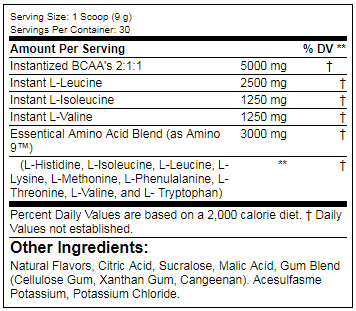 Serving Size: 1 Scoop (9 g)
Servings Per Container: 30
Amount Per Serving % DV **
Instantized BCAA's 2:1:1 5000 mg †
Instant L-Leucine 2500 mg †
Instant L-Isoleucine 1250 mg †
Instant L-Valine 1250 mg †
Essentical Amino Acid Blend (as Amino 3000 mg †
9™)
(L-Histidine, L-Isoleucine, L-Leucine, L- ** †
Lysine, L-Methonine, L-Phenulalanine, L-
Threonine, L-Valine, and L- Tryptophan)
Percent Daily Values are based on a 2,000 calorie diet. † Daily
Values not established.
Other Ingredients:
Natural Flavors, Citric Acid, Sucralose, Malic Acid, Gum Blend
(Cellulose Gum, Xanthan Gum, Cangeenan). Acesulfasme
Potassium, Potassium Chloride.